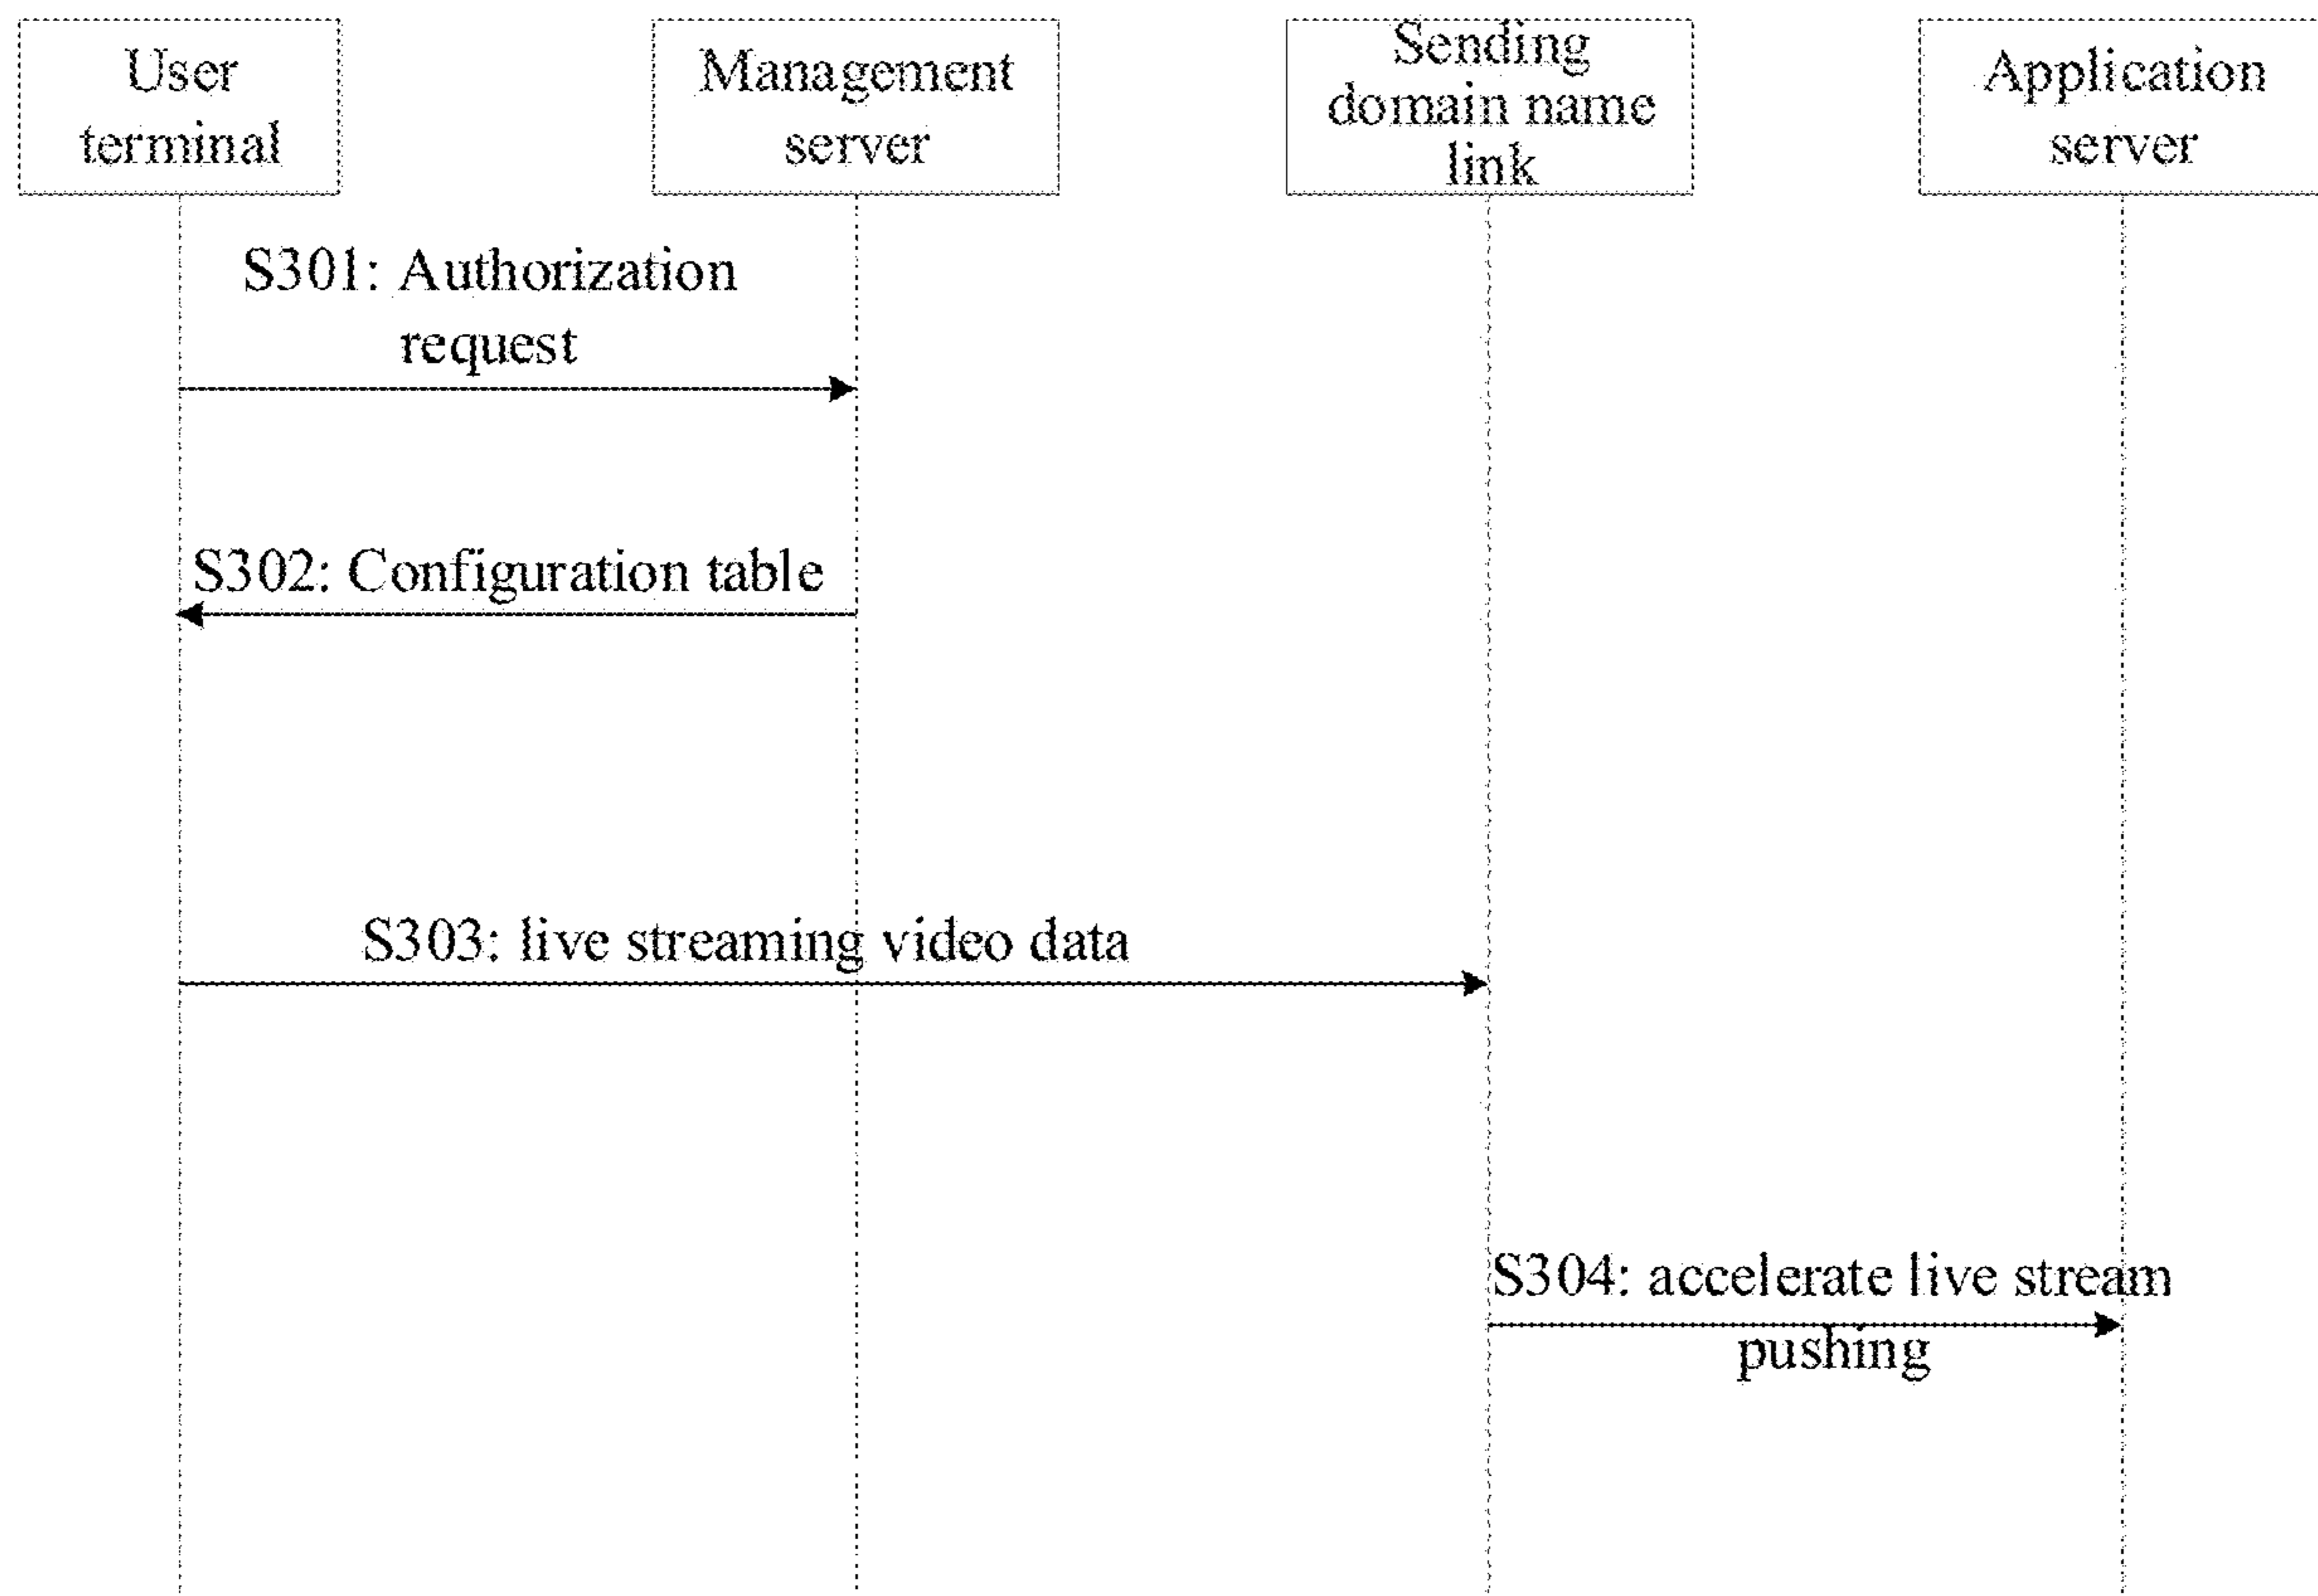 User
terminal
Management
server
Sending
domain name
link
Application
server
S301: Authorization
request
S302: Configuration table
S303: live streaming video data
S304: accelerate live stream
pushing